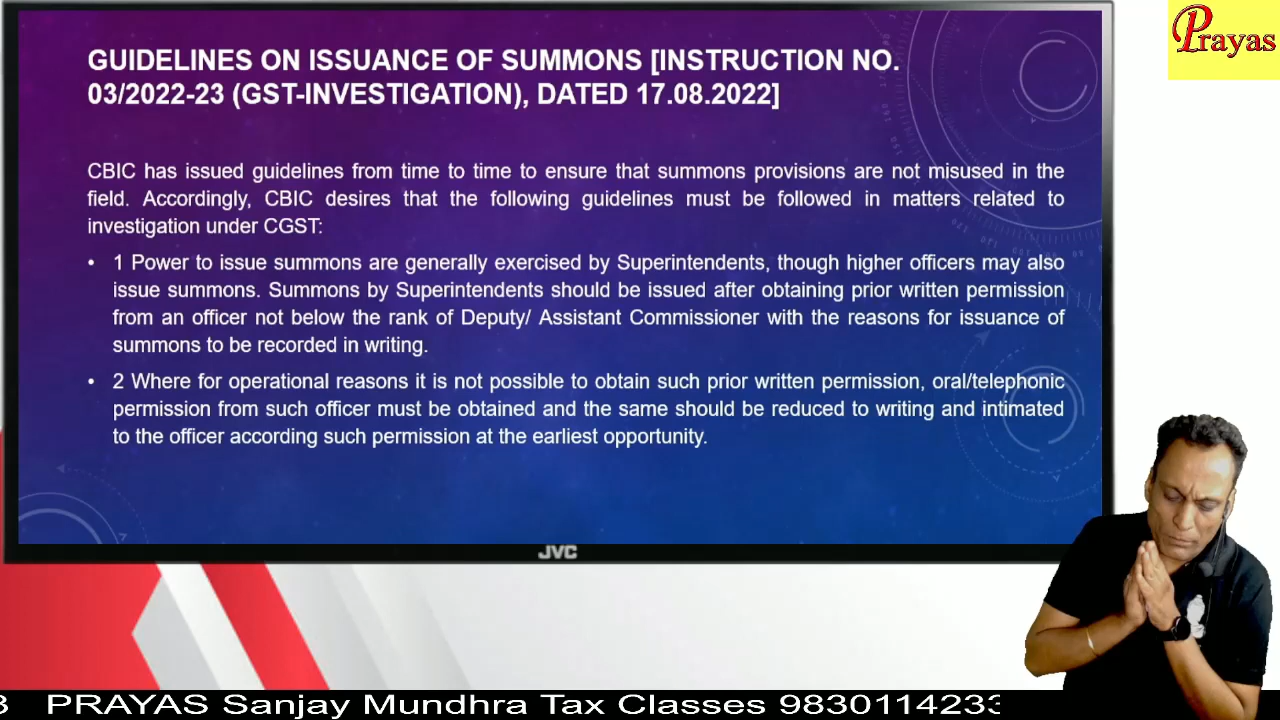 GUIDELINES ON ISSUANCE OF SUMMONS [INSTRUCTION NO.
03/2022-23 (GST-INVESTIGATION), DATED 17.08.2022]
Prayas
CBIC has issued guidelines from time to time to ensure that summons provisions are not misused in the
field. Accordingly, CBIC desires that the following guidelines must be followed in matters related to
investigation under CGST:
• 1 Power to issue summons are generally exercised by Superintendents, though higher officers may also
issue summons. Summons by Superintendents should be issued after obtaining prior written permission
from an officer not below the rank of Deputy/ Assistant Commissioner with the reasons for issuance of
summons to be recorded in writing.
• 2 Where for operational reasons it is not possible to obtain such prior written permission, oral/telephonic
permission from such officer must be obtained and the same should be reduced to writing and intimated
to the officer according such permission at the earliest opportunity.
JVC
3 PRAYAS Sanjay Mundhra Tax Classes 9830114233